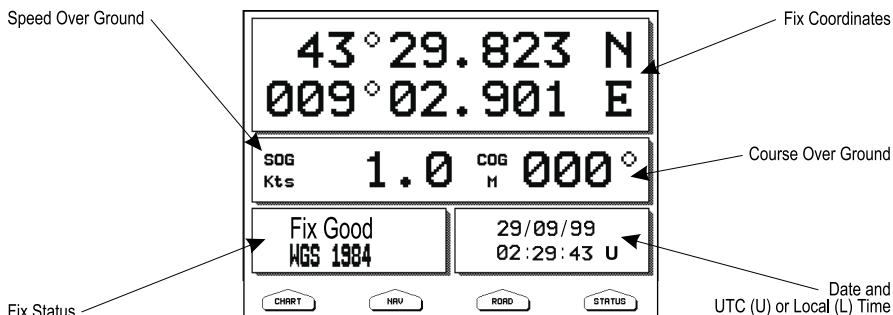 Speed Over Ground
Fix Coordinates
43°29.823 N
009°02.901 E
SOG
Kts
1.0
COG
M
000°
Course Over Ground
Fix Good
WGS 1984
29/09/99
02:29:43 U
Fix Status
CHART
NAV
ROAD
STATUS
Date and
UTC (U) or Local (L) Time